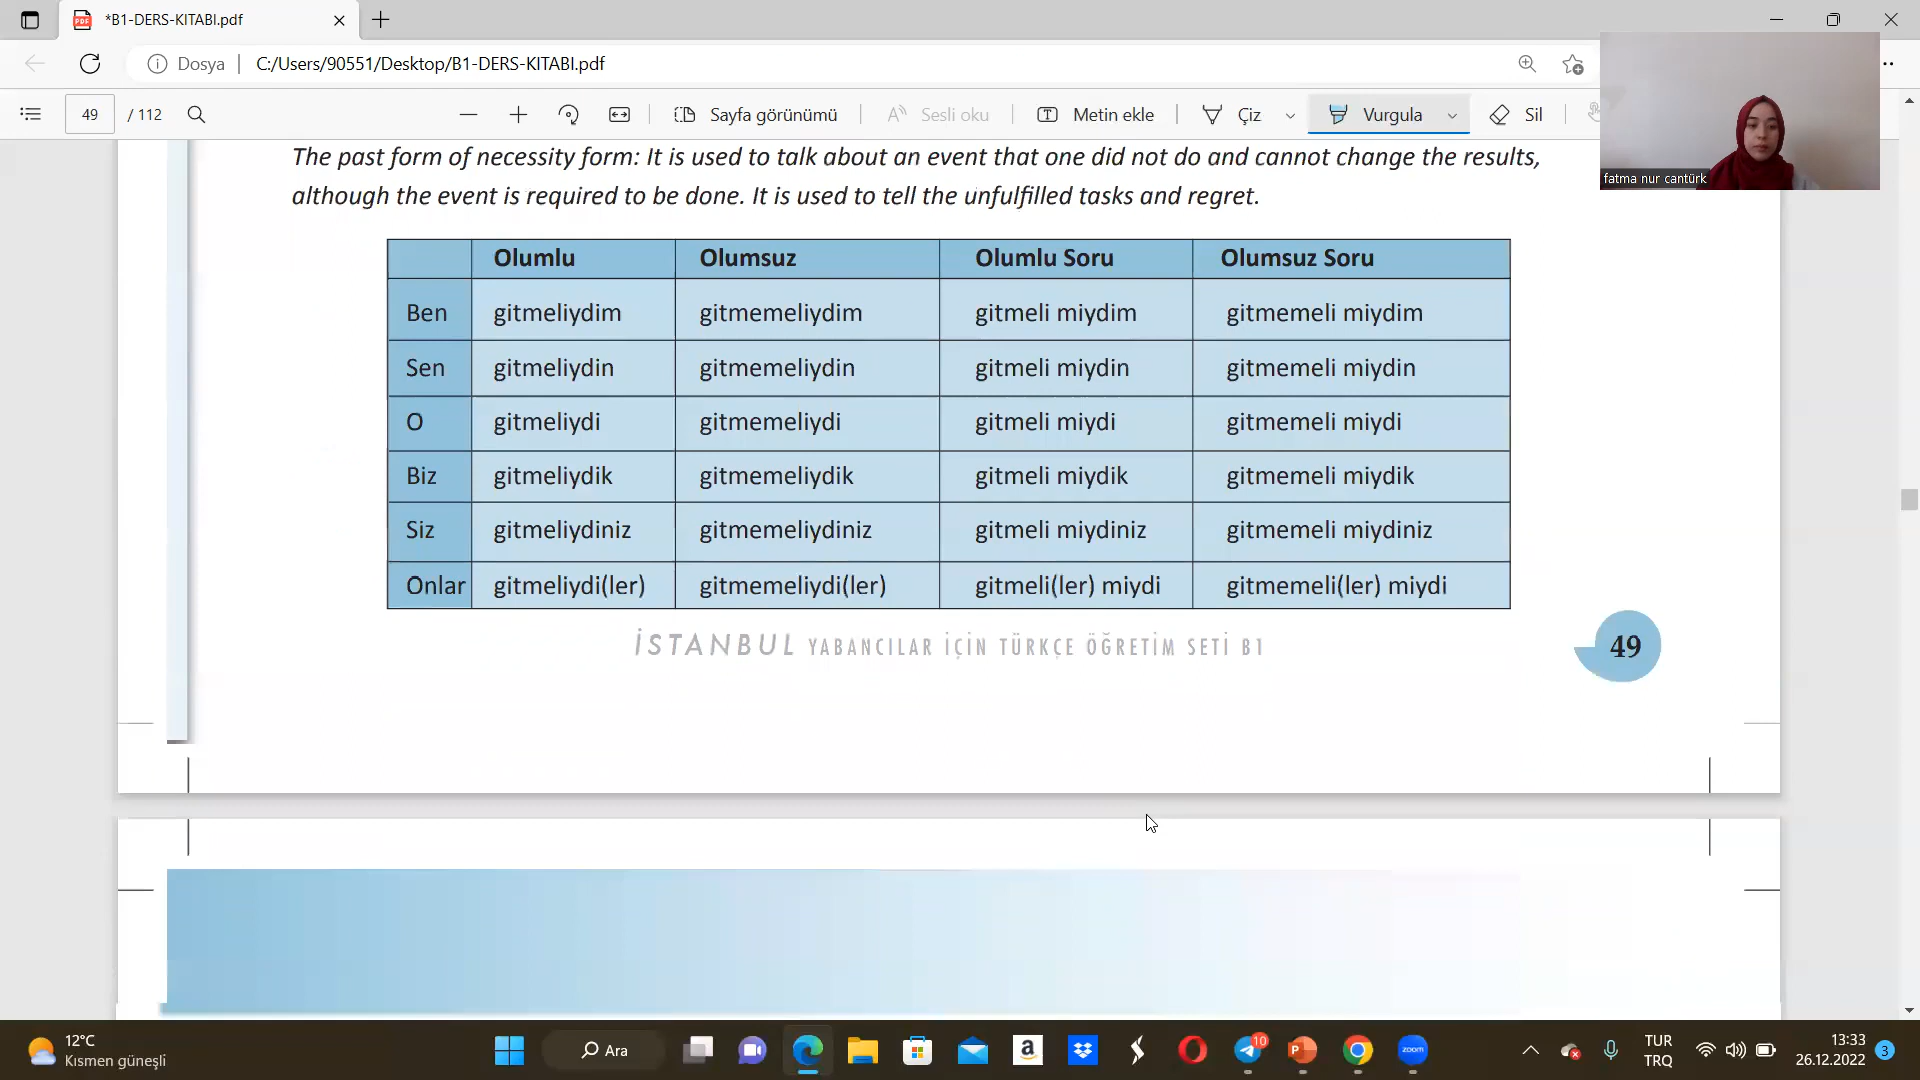 *B1-DERS-KITABI.pdf
Dosya C:/Users/90551/Desktop/B1-DERS-KITABI.pdf
49 / 112 Sayfa görünümü Sesli oku Metin ekle Çiz Vurgula Sil
fatma nur cantürk
The past form of necessity form: It is used to talk about an event that one did not do and cannot change the results,
although the event is required to be done. It is used to tell the unfulfilled tasks and regret.
Olumlu Olumsuz Olumlu Soru Olumsuz Soru
Ben gitmeliydim gitmemeliydim gitmeli miydim gitmemeli miydim
Sen gitmeliydin gitmemeliydin gitmeli miydin gitmemeli miydin
O gitmeliydi gitmemeliydi gitmeli miydi gitmemeli miydi
Biz gitmeliydik gitmemeliydik gitmeli miydik gitmemeli miydik
Siz gitmeliydiniz gitmemeliydiniz gitmeli miydiniz gitmemeli miydiniz
Onlar gitmeliydi(ler) gitmemeliydi(ler) gitmeli(ler) miydi gitmemeli(ler) miydi
İSTANBUL YABANCILAR İÇİN TÜRKÇE ÖĞRETİM SETİ B1
49
12°C
Kısmen güneşli
Ara
10
zoom
TUR
TRQ
13:33
26.12.2022
3